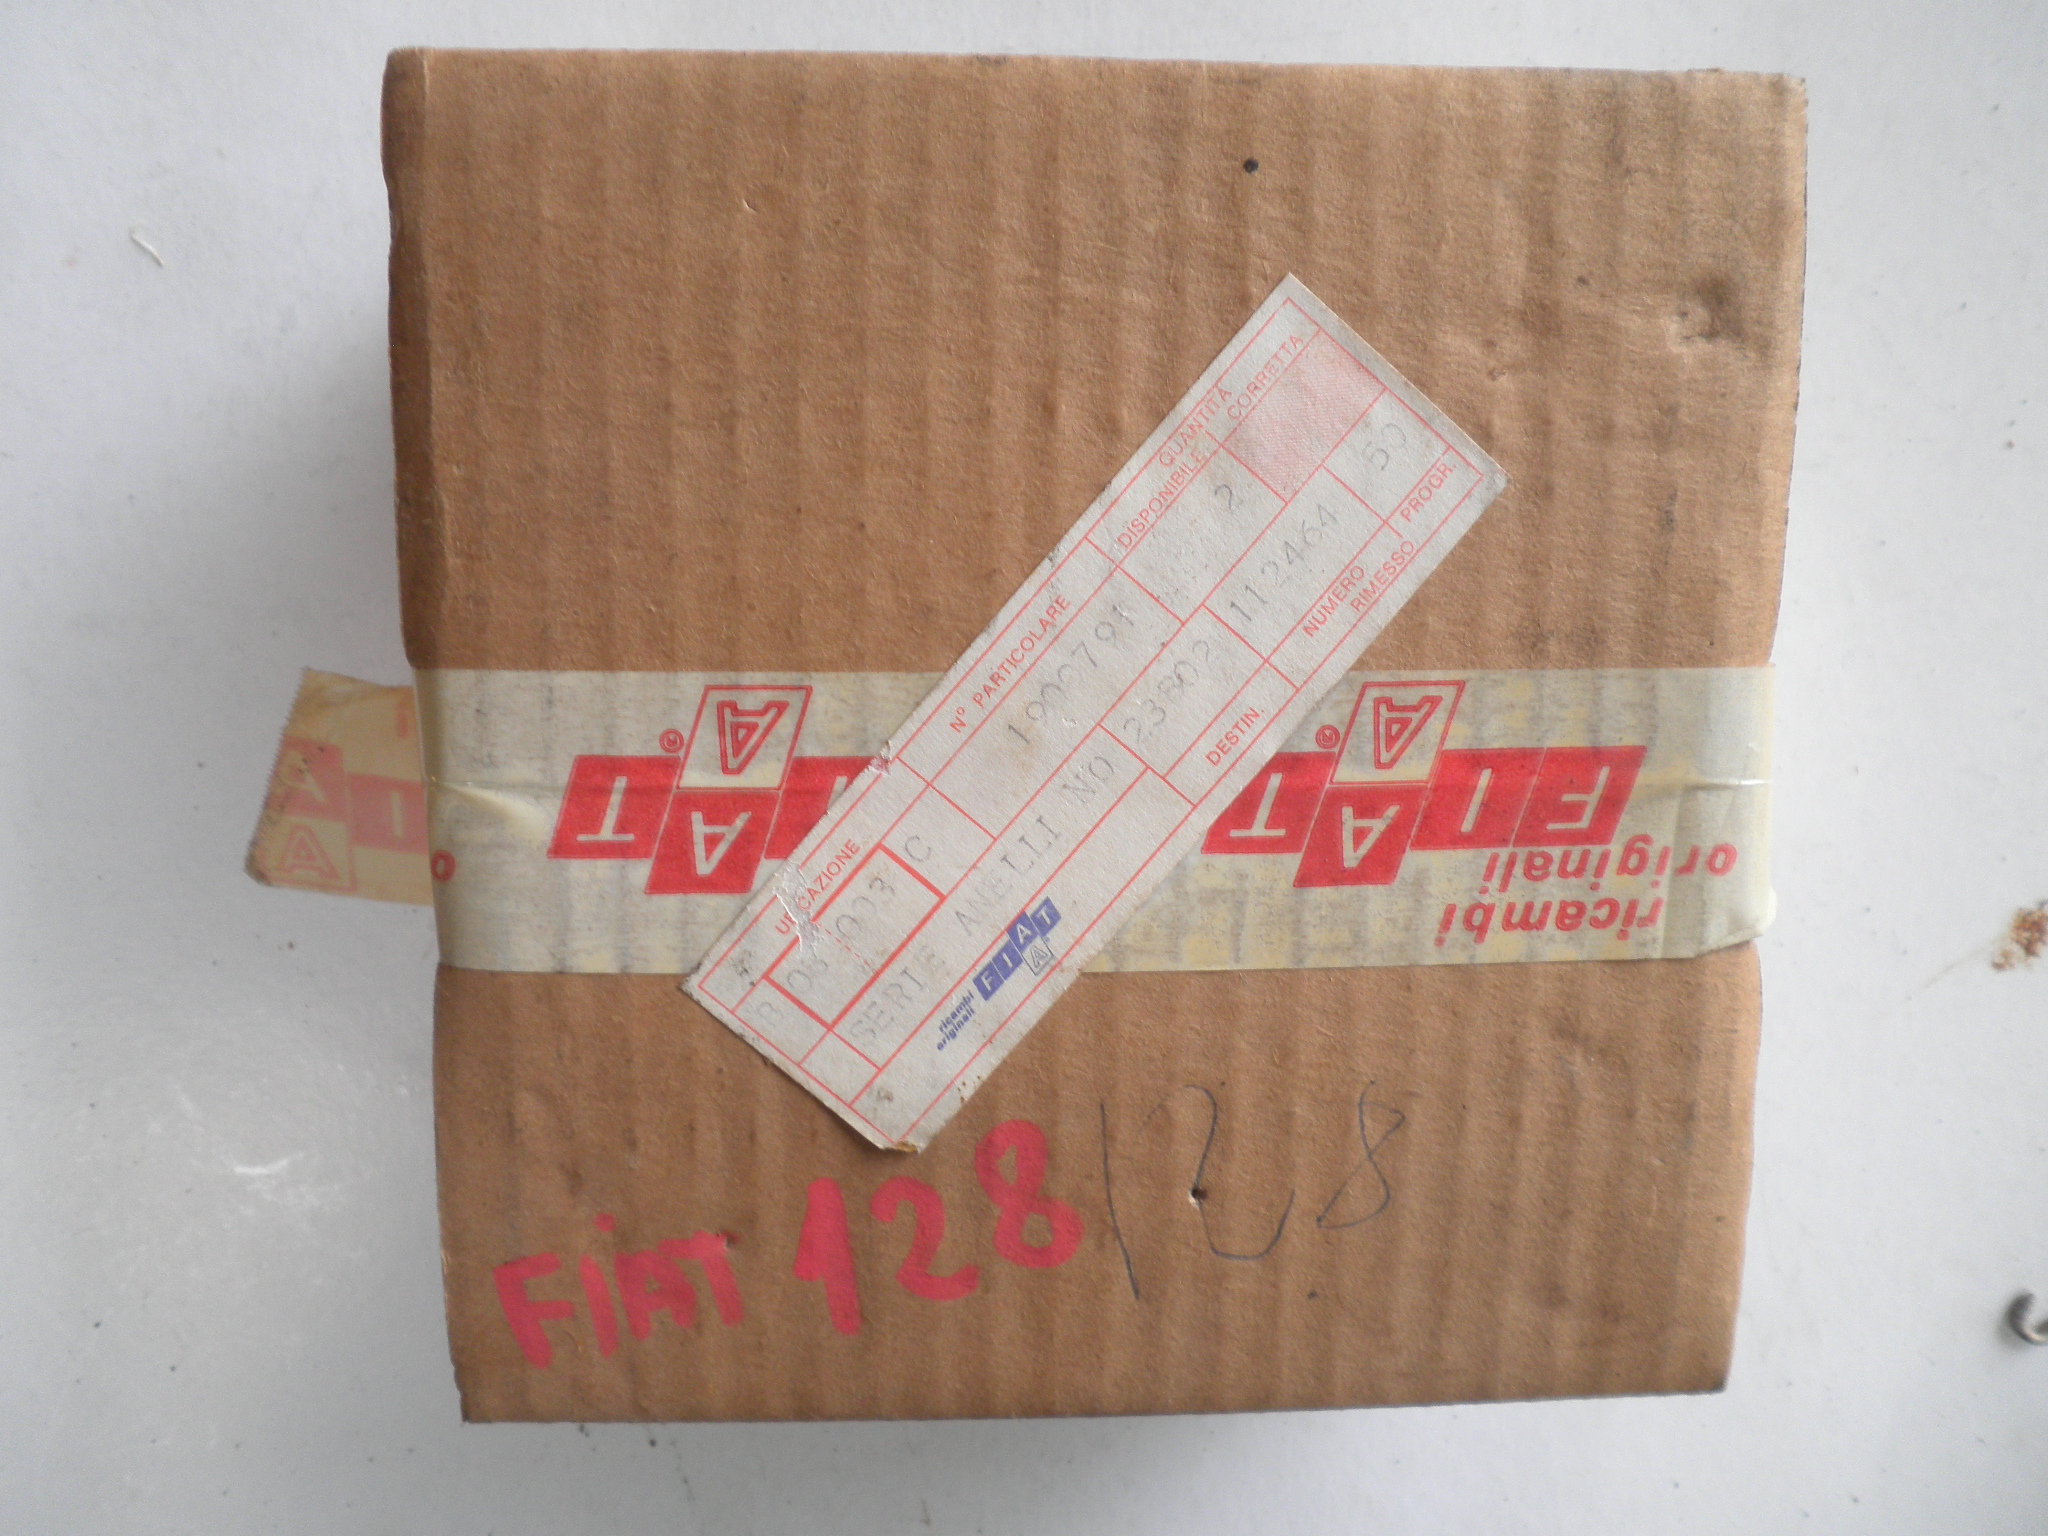 N° PARTICOLARE
QUANTITÀ
DISPONIBILE
CORRETTA
1900791
2
UBICAZIONE
C
SERIE ANELLI ND
23802
112464
50
DESTIN.
NUMERO
RIMESSO
PROGR.
ricambi
originali
FIAT
FIAT
FIAT
ricambi
originali
FIAT 128
128